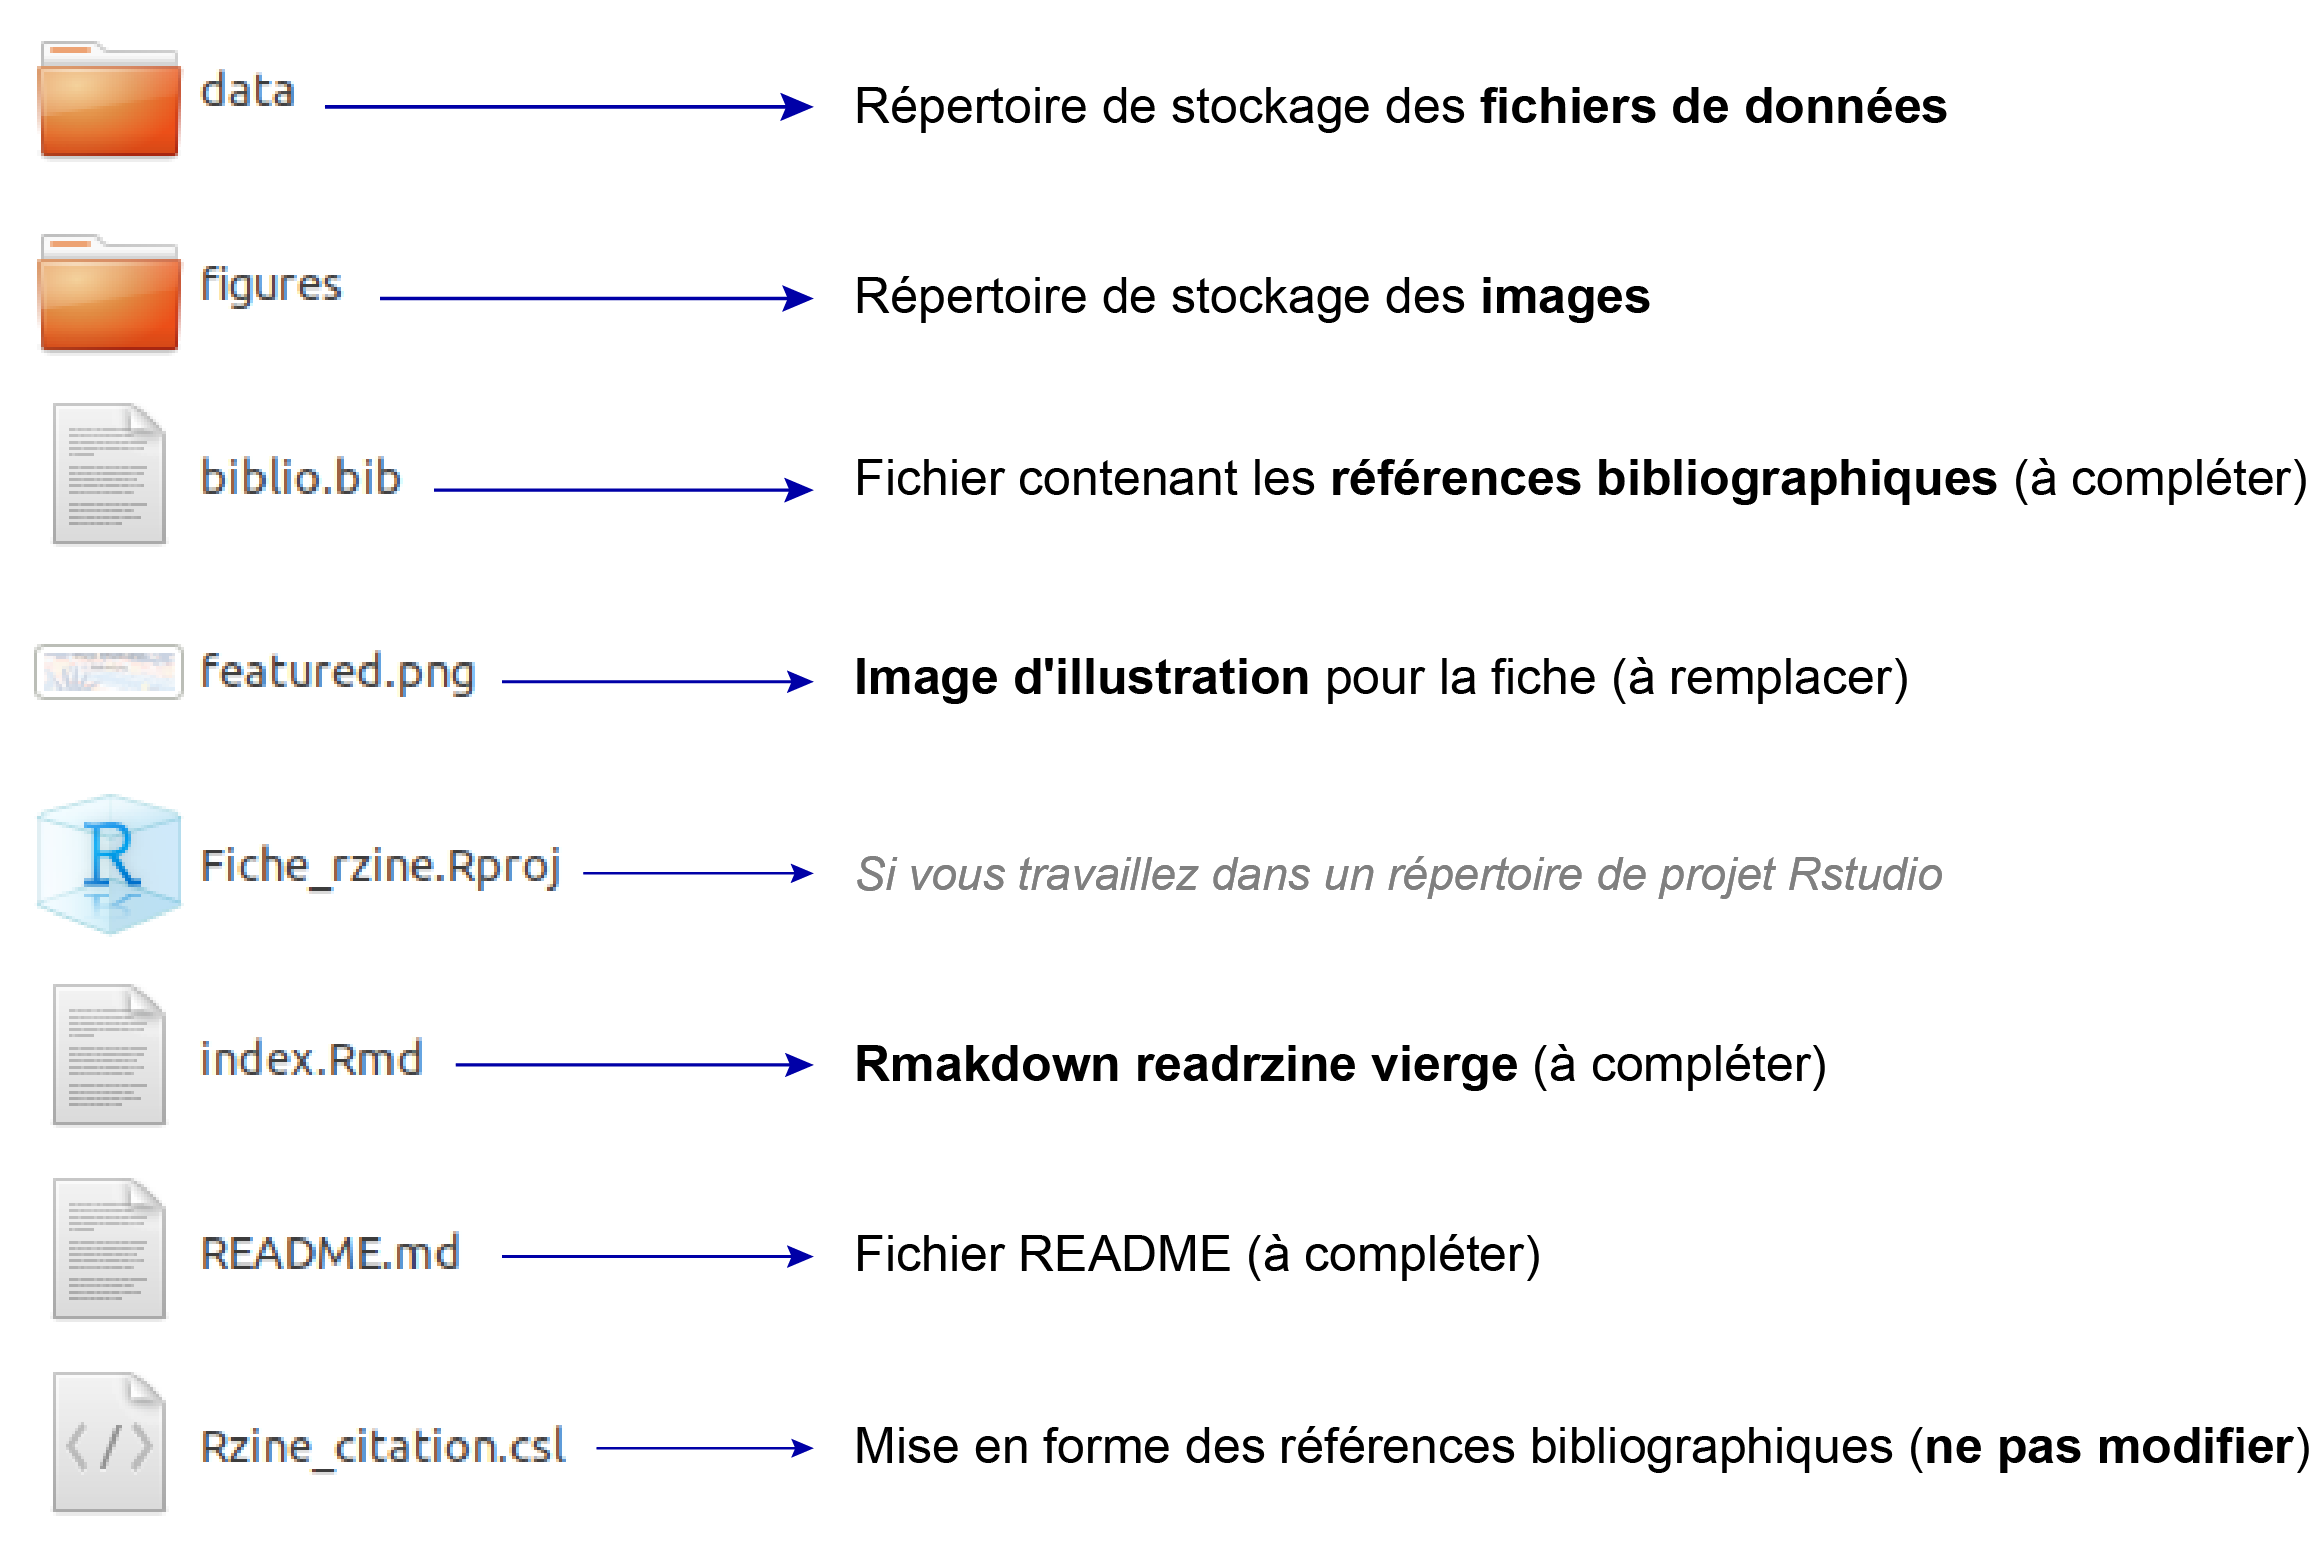 data Répertoire de stockage des fichiers de données
figures Répertoire de stockage des images
biblio.bib Fichier contenant les références bibliographiques (à compléter)
featured.png Image d'illustration pour la fiche (à remplacer)
Fiche_rzine.Rproj Si vous travaillez dans un répertoire de projet Rstudio
index.Rmd Rmakdown readrzine vierge (à compléter)
README.md Fichier README (à compléter)
Rzine_citation.csl Mise en forme des références bibliographiques (ne pas modifier)